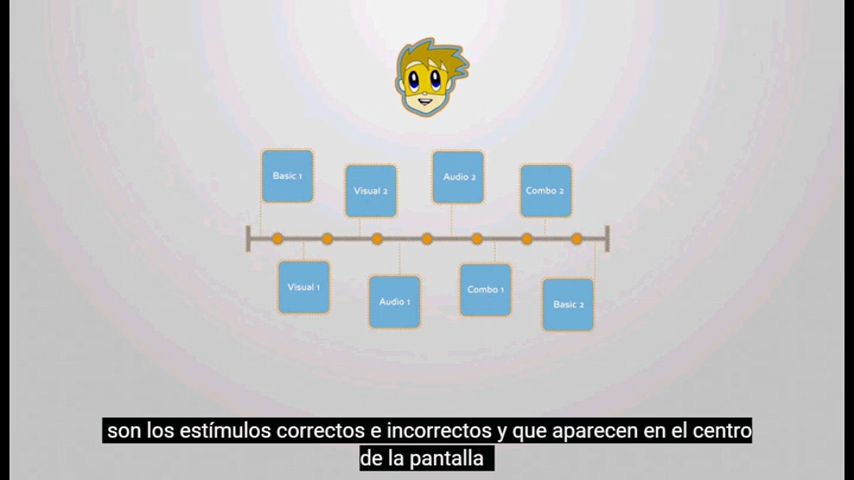 Basic 1
Visual 2
Audio 2
Combo 2
Visual 1
Audio 1
Combo 1
Basic 2
son los estímulos correctos e incorrectos y que aparecen en el centro
de la pantalla